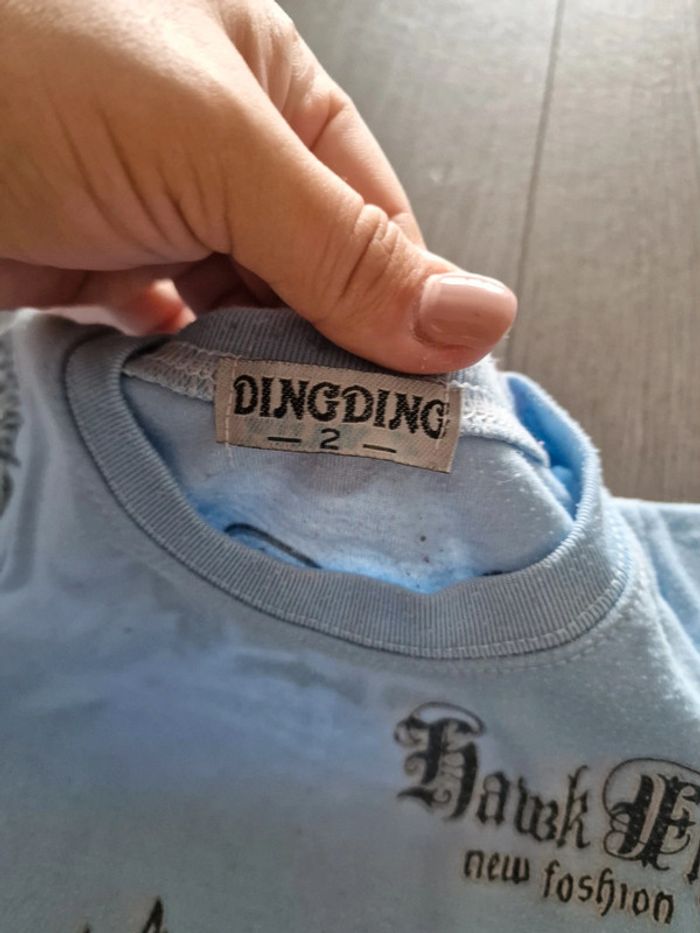 DINGDING
— 2 —
Hawk
new foshion